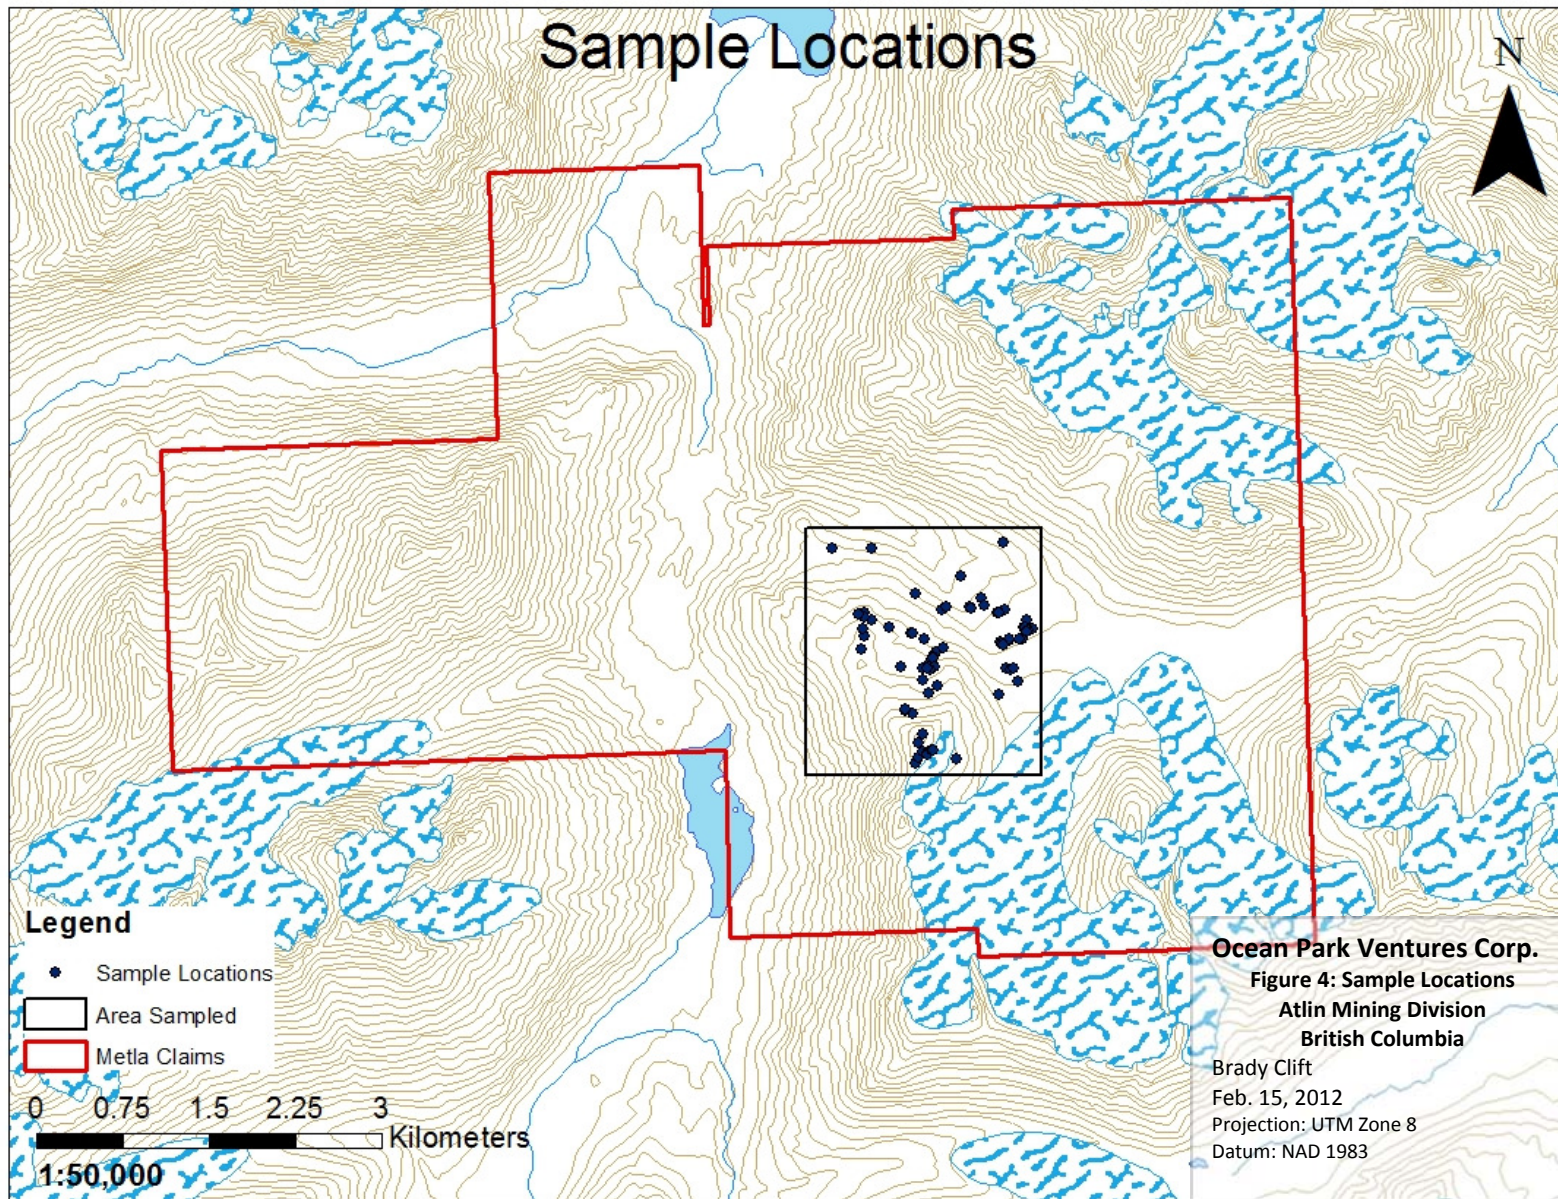 Sample Locations
N
Legend
Sample Locations
Area Sampled
Metla Claims
0 0.75 1.5 2.25 3
Kilometers
1:50,000
Ocean Park Ventures Corp.
Figure 4: Sample Locations
Atlin Mining Division
British Columbia
Brady Clift
Feb. 15, 2012
Projection: UTM Zone 8
Datum: NAD 1983